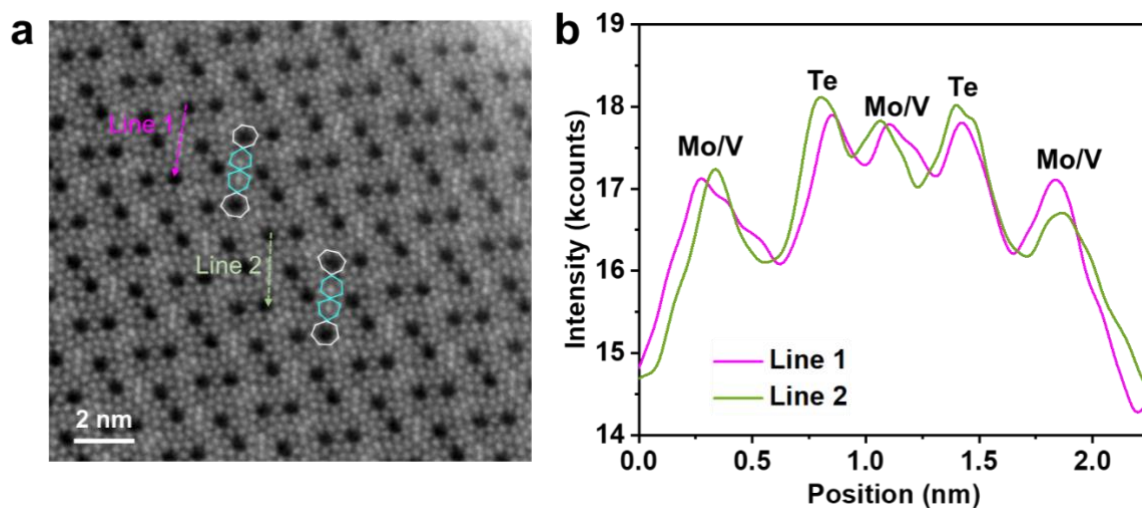 a
Line 1
Line 2
2 nm
b
Intensity (kcounts)
19
18
17
16
15
14
Mo/V
Te
Mo/V
Te
Mo/V
Line 1
Line 2
0.0 0.5 1.0 1.5 2.0
Position (nm)